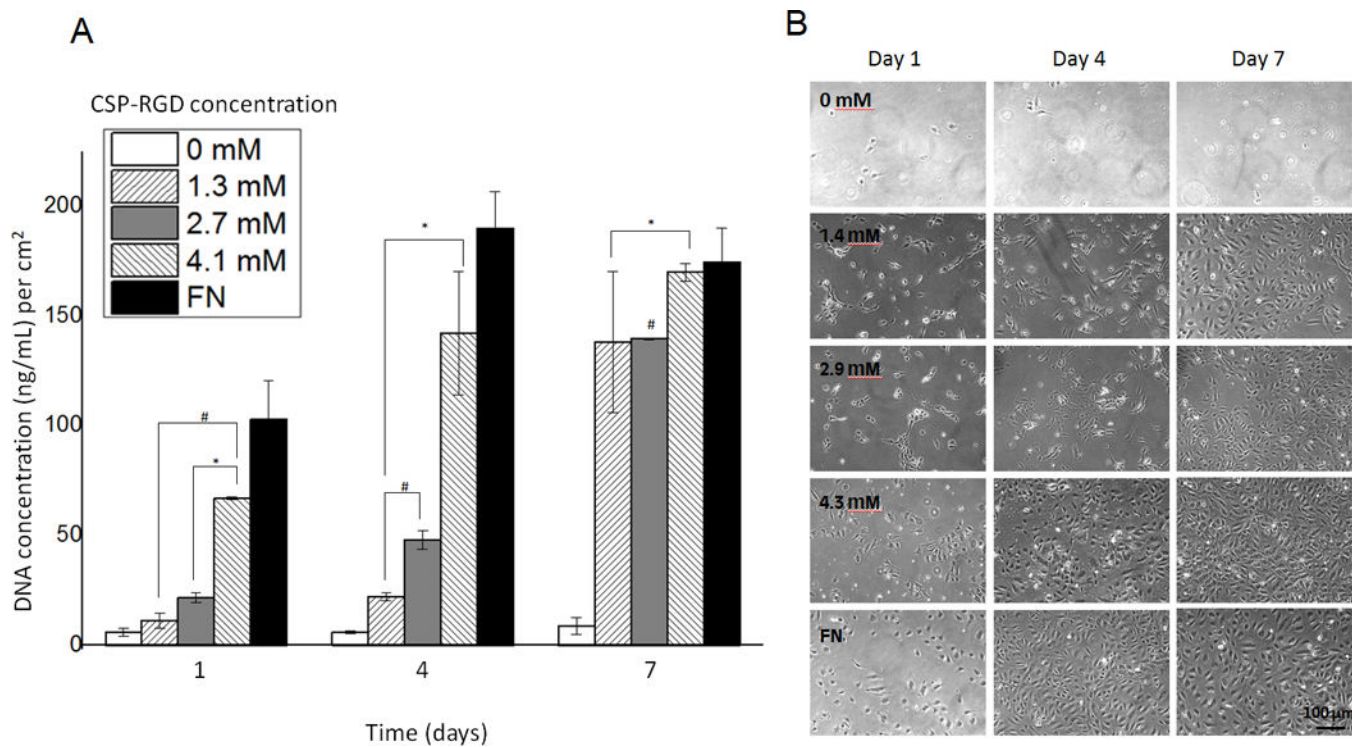 A
CSP-RGD concentration
0 mM
1.3 mM
2.7 mM
4.1 mM
FN
DNA concentration (ng/mL) per cm²
200
150
100
50
0
#
*
*
#
*
#
1
4
7
Time (days)
B
Day 1
Day 4
Day 7
0 mM
1.4 mM
2.9 mM
4.3 mM
FN
100 µm